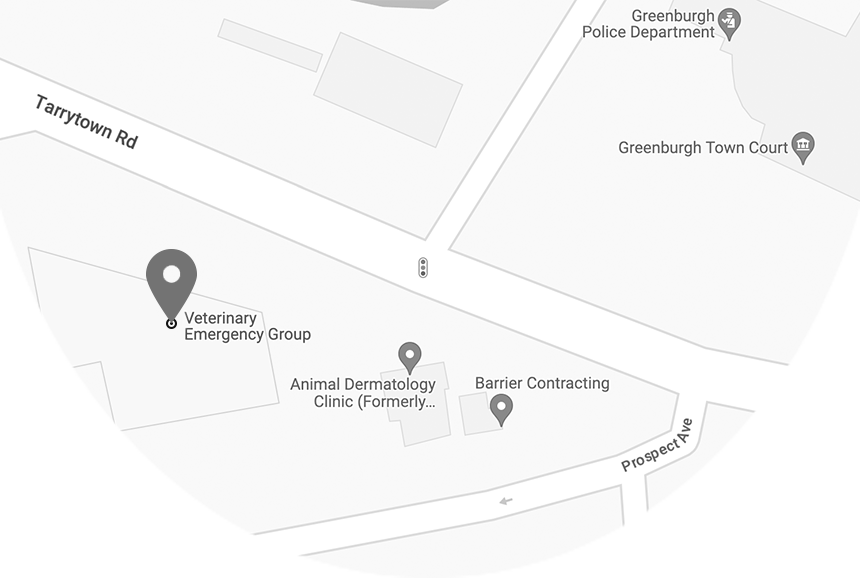 Greenburgh
Police Department
Tarrytown Rd
Greenburgh Town Court
Veterinary
Emergency Group
Animal Dermatology
Clinic (Formerly...
Barrier Contracting
Prospect Ave